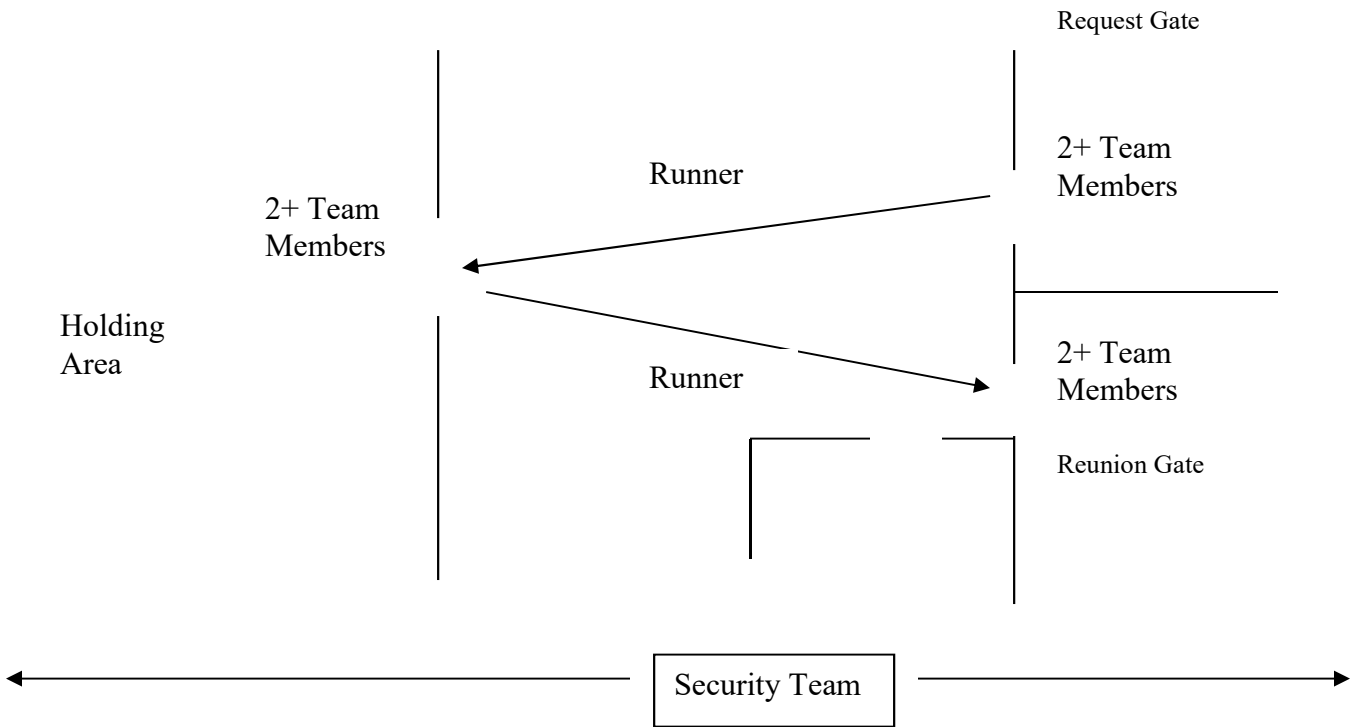 Request Gate
2+ Team
Members
Runner
2+ Team
Members
Holding
Area
2+ Team
Members
Runner
Reunion Gate
Security Team